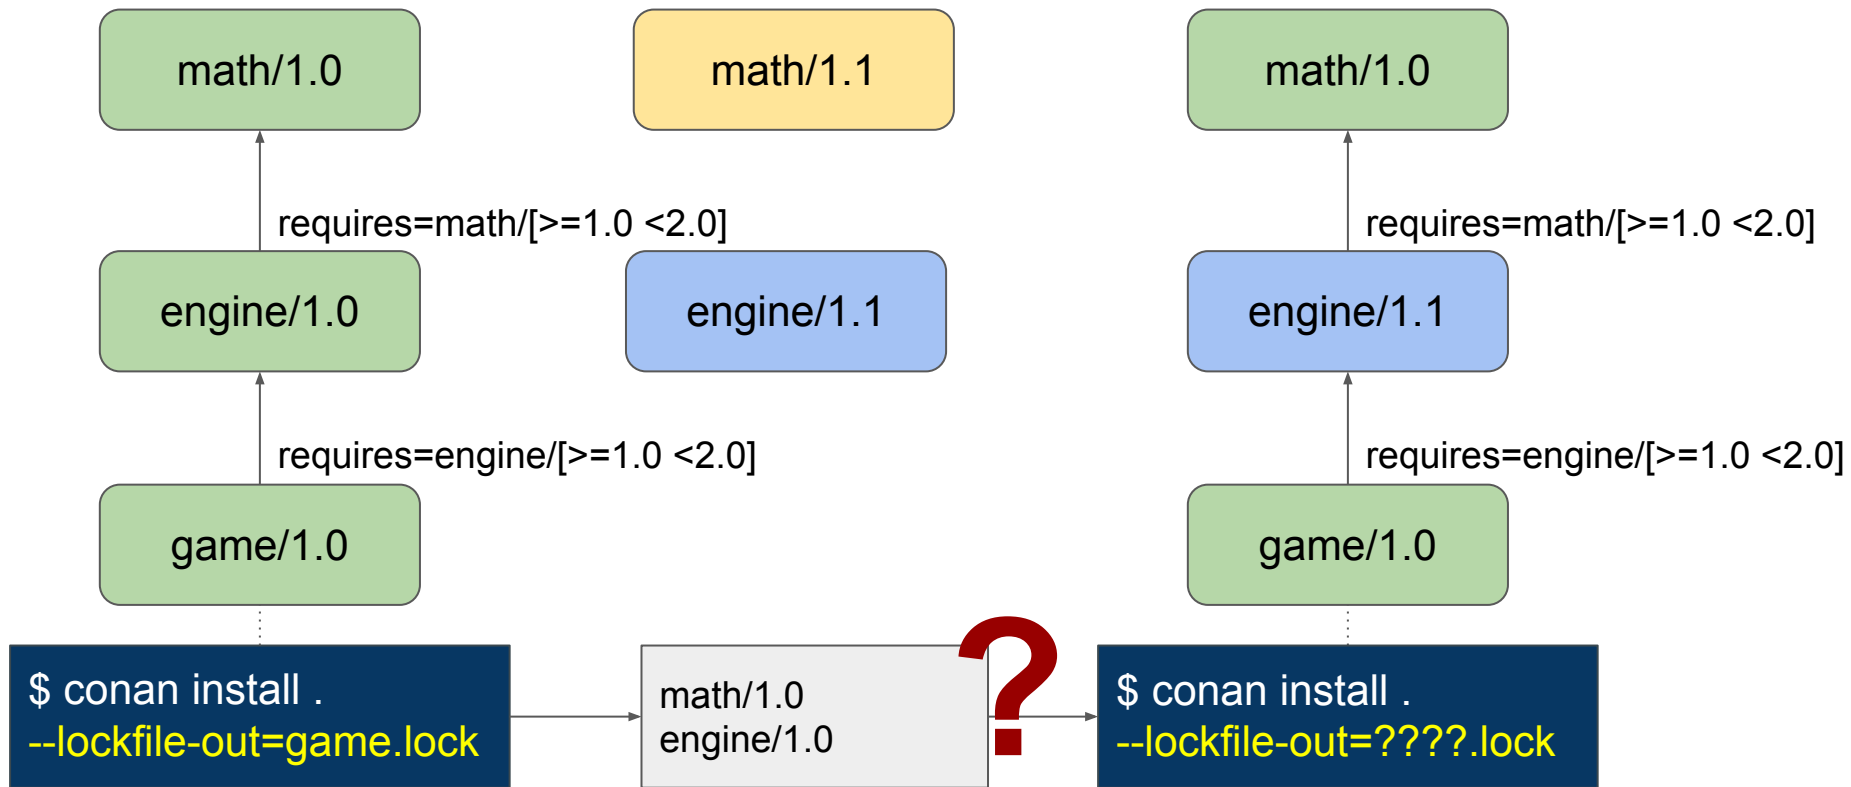 math/1.0
math/1.1
math/1.0
requires=math/[>=1.0 <2.0]
requires=math/[>=1.0 <2.0]
engine/1.0
engine/1.1
engine/1.1
requires=engine/[>=1.0 <2.0]
requires=engine/[>=1.0 <2.0]
game/1.0
game/1.0
$ conan install .
--lockfile-out=game.lock
math/1.0
engine/1.0
?
$ conan install .
--lockfile-out=????.lock